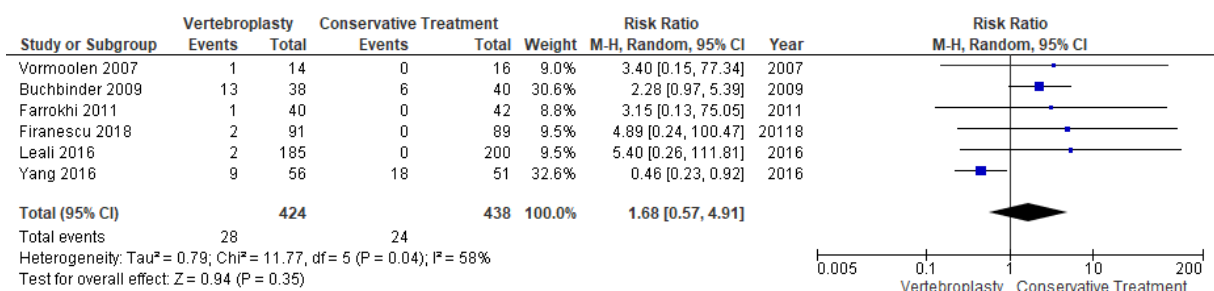 Vertebroplasty Conservative Treatment Risk Ratio Risk Ratio
Study or Subgroup Events Total Events Total Weight M-H, Random, 95% CI Year M-H, Random, 95% CI
Vormoolen 2007 1 14 0 16 9.0% 3.40 [0.15, 77.34] 2007
Buchbinder 2009 13 38 6 40 30.6% 2.28 [0.97, 5.39] 2009
Farrokhi 2011 1 40 0 42 8.8% 3.15 [0.13, 75.05] 2011
Firanescu 2018 2 91 0 89 9.5% 4.89 [0.24, 100.47] 20118
Leali 2016 2 185 0 200 9.5% 5.40 [0.26, 111.81] 2016
Yang 2016 9 56 18 51 32.6% 0.46 [0.23, 0.92] 2016
Total (95% CI) 424 438 100.0% 1.68 [0.57, 4.91]
Total events 28 24
Heterogeneity: Tau² = 0.79; Chi² = 11.77, df = 5 (P = 0.04); I² = 58%
Test for overall effect: Z = 0.94 (P = 0.35)
0.005 0.1 1 10 200
Vertebroplasty Conservative Treatment